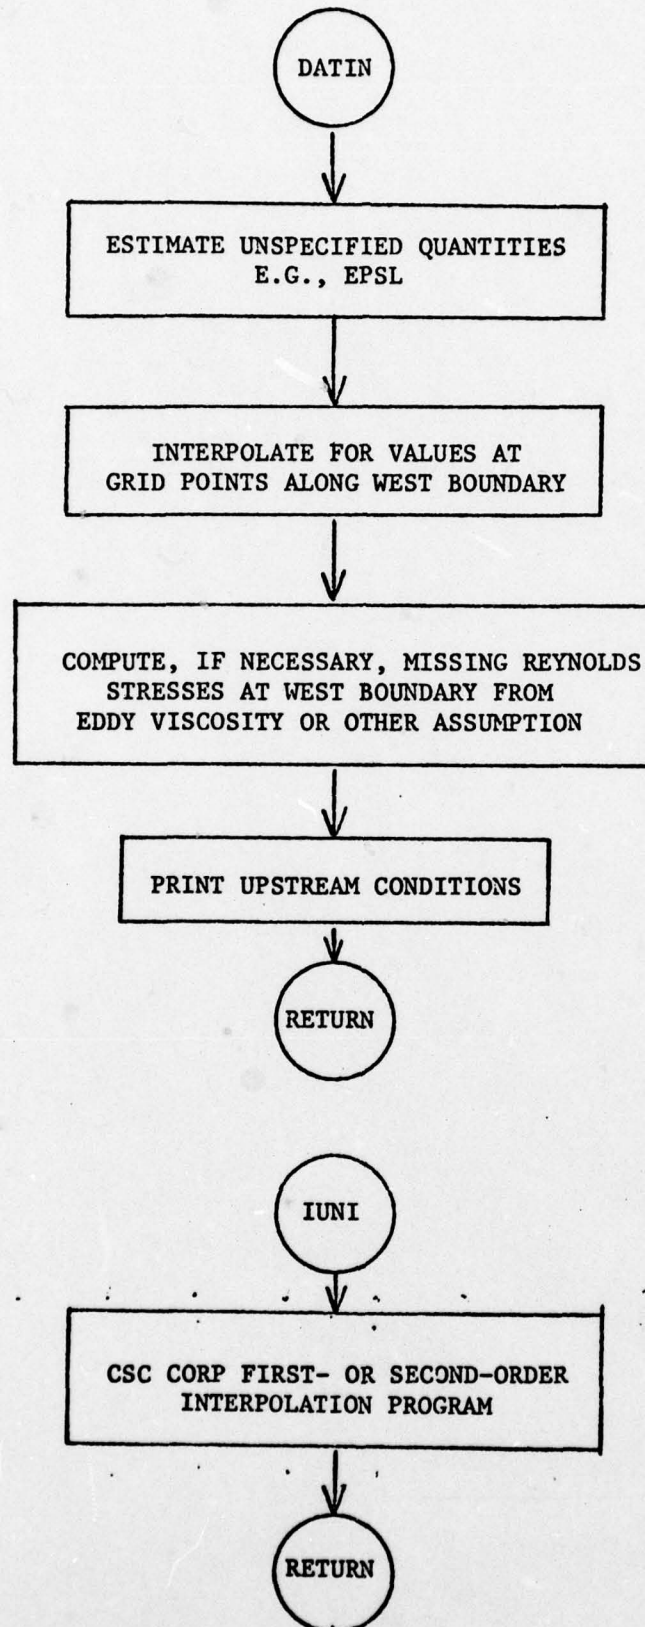 DATIN
ESTIMATE UNSPECIFIED QUANTITIES
E.G., EPSL
INTERPOLATE FOR VALUES AT
GRID POINTS ALONG WEST BOUNDARY
COMPUTE, IF NECESSARY, MISSING REYNOLDS
STRESSES AT WEST BOUNDARY FROM
EDDY VISCOSITY OR OTHER ASSUMPTION
PRINT UPSTREAM CONDITIONS
RETURN
IUNI
CSC CORP FIRST- OR SECOND-ORDER
INTERPOLATION PROGRAM
RETURN